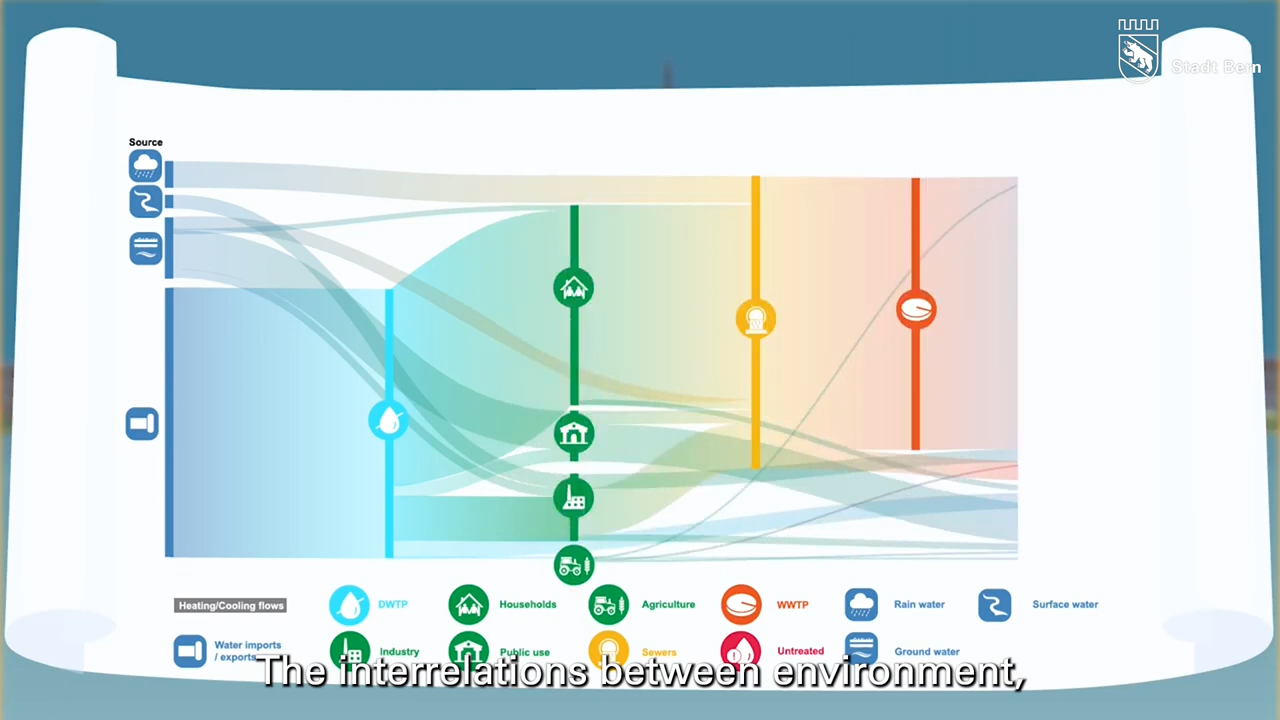 Stadt Bern
Source
Heating/Cooling flows
DWTP
Households
Agriculture
WWTP
Rain water
Surface water
Water imports
/ exports
Industry
Public use
Sewers
Untreated
Ground water
The interrelations between environment,